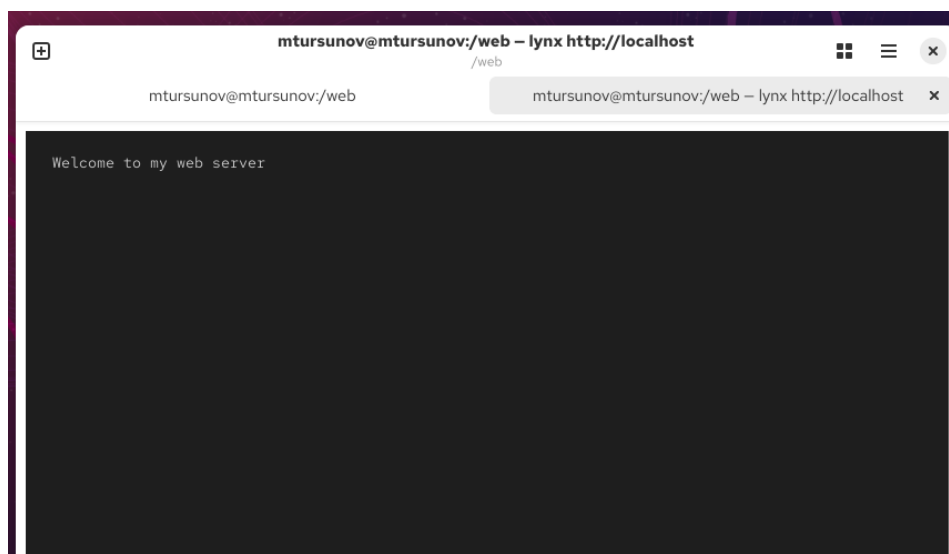 mtursunov@mtursunov:/web — lynx http://localhost
/web
mtursunov@mtursunov:/web
mtursunov@mtursunov:/web — lynx http://localhost
Welcome to my web server